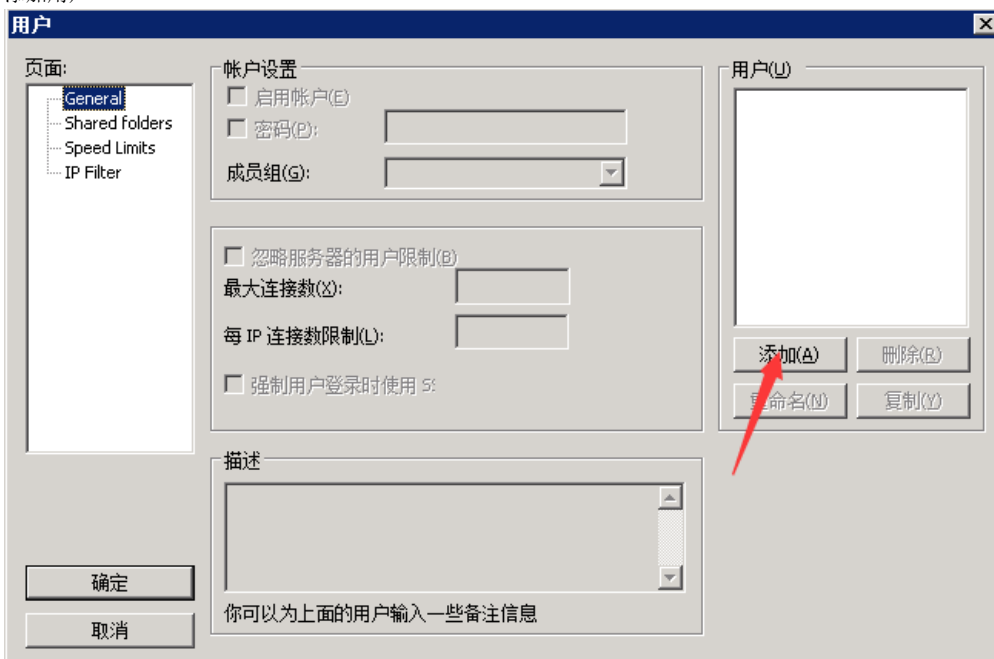 用户
页面:
General
Shared folders
Speed Limits
IP Filter
确定
取消
帐户设置
启用帐户(E)
密码(P):
成员组(G):
忽略服务器的用户限制(B)
最大连接数(X):
每 IP 连接数限制(L):
强制用户登录时使用
描述
你可以为上面的用户输入一些备注信息
用户(U)
添加(A)
删除(R)
重命名(N)
复制(Y)